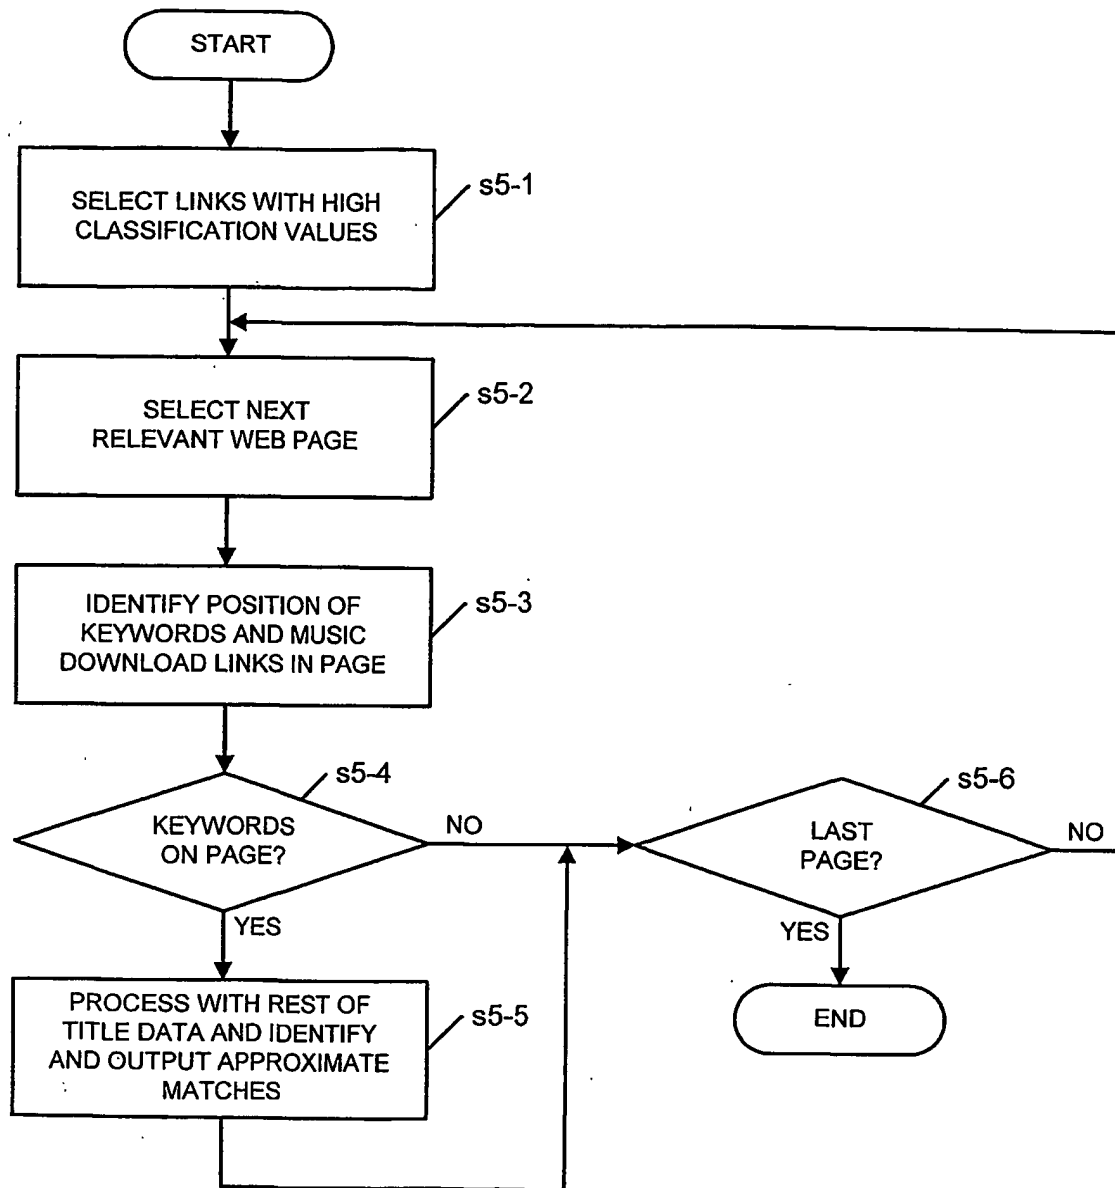 START
SELECT LINKS WITH HIGH
CLASSIFICATION VALUES
s5-1
SELECT NEXT
RELEVANT WEB PAGE
s5-2
IDENTIFY POSITION OF
KEYWORDS AND MUSIC
DOWNLOAD LINKS IN PAGE
s5-3
KEYWORDS
ON PAGE?
s5-4
NO
YES
LAST
PAGE?
s5-6
NO
YES
PROCESS WITH REST OF
TITLE DATA AND IDENTIFY
AND OUTPUT APPROXIMATE
MATCHES
s5-5
END